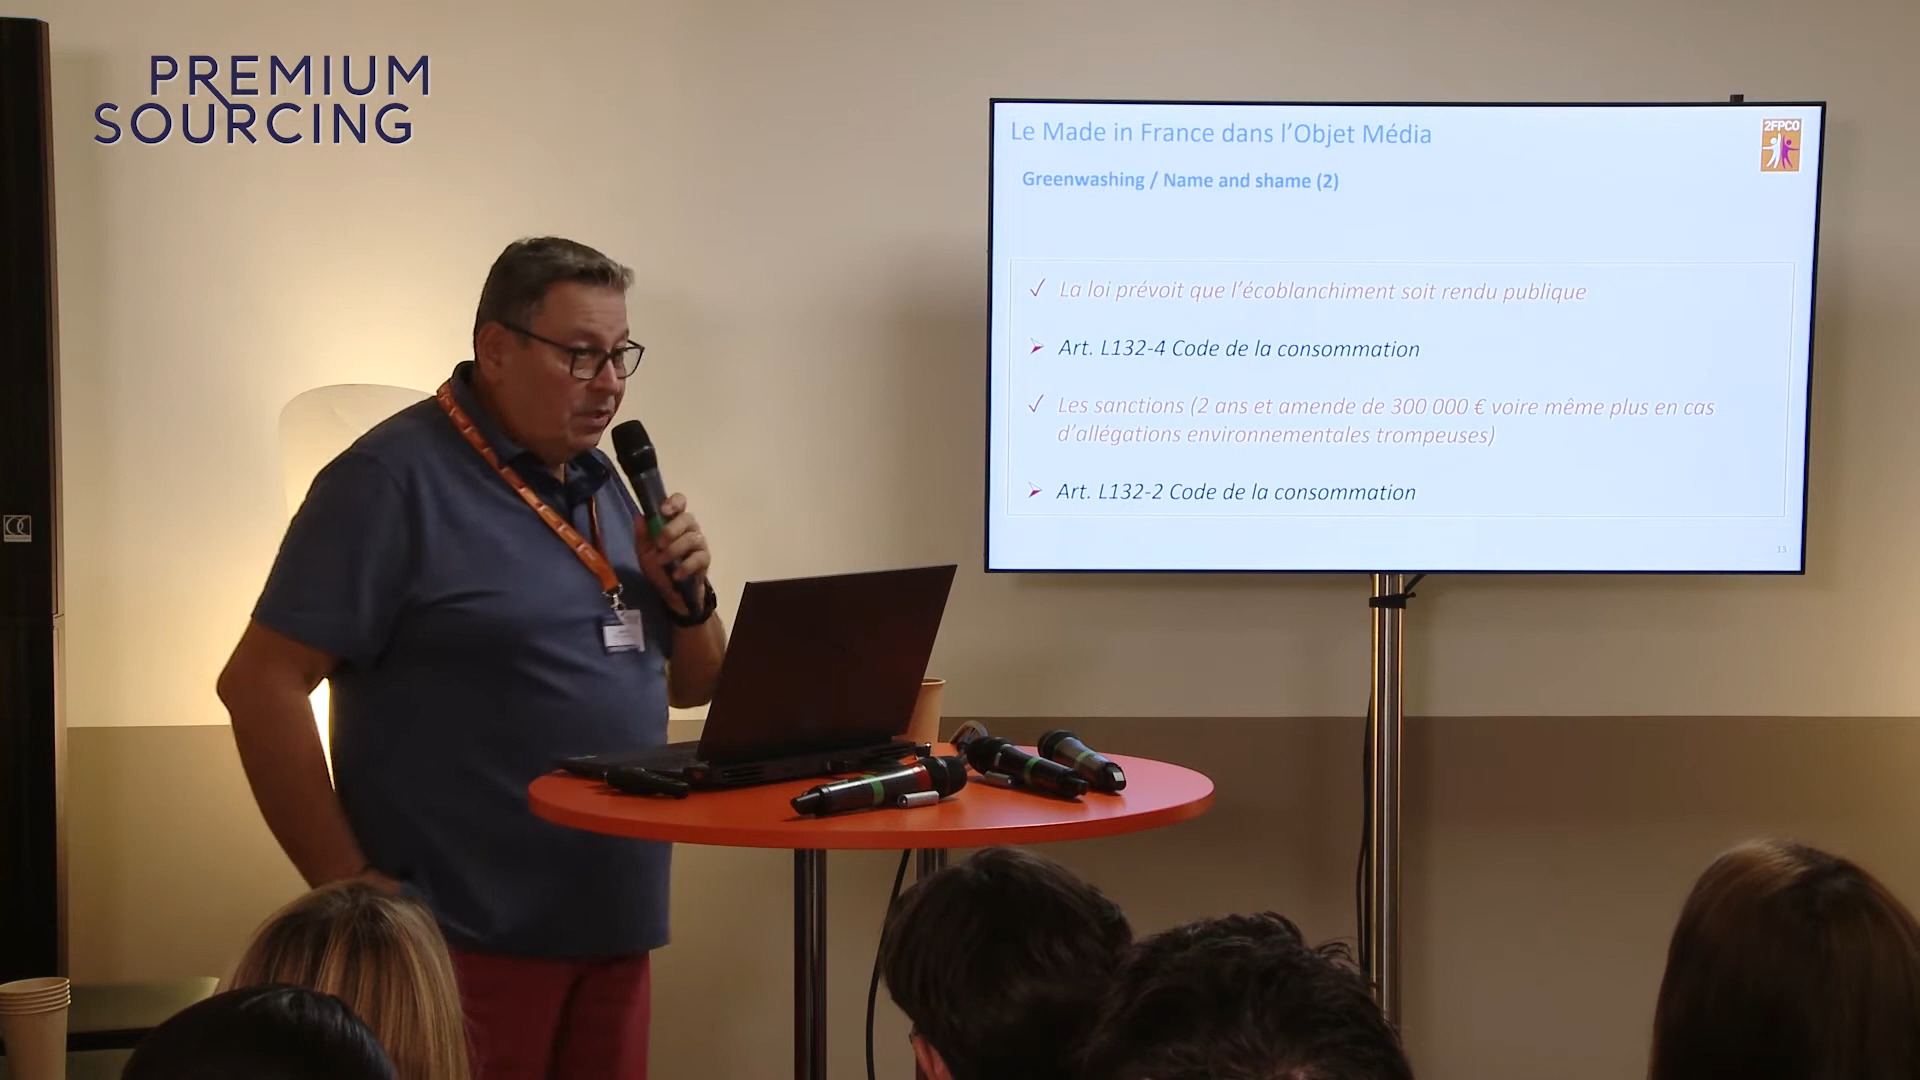 PREMIUM
SOURCING
Le Made in France dans l'Objet Média
2FPCO
Greenwashing / Name and shame (2)
✓ La loi prévoit que l'écoblanchiment soit rendu publique
➢ Art. L132-4 Code de la consommation
✓ Les sanctions (2 ans et amende de 300 000 € voire même plus en cas
d'allégations environnementales trompeuses)
➢ Art. L132-2 Code de la consommation
13